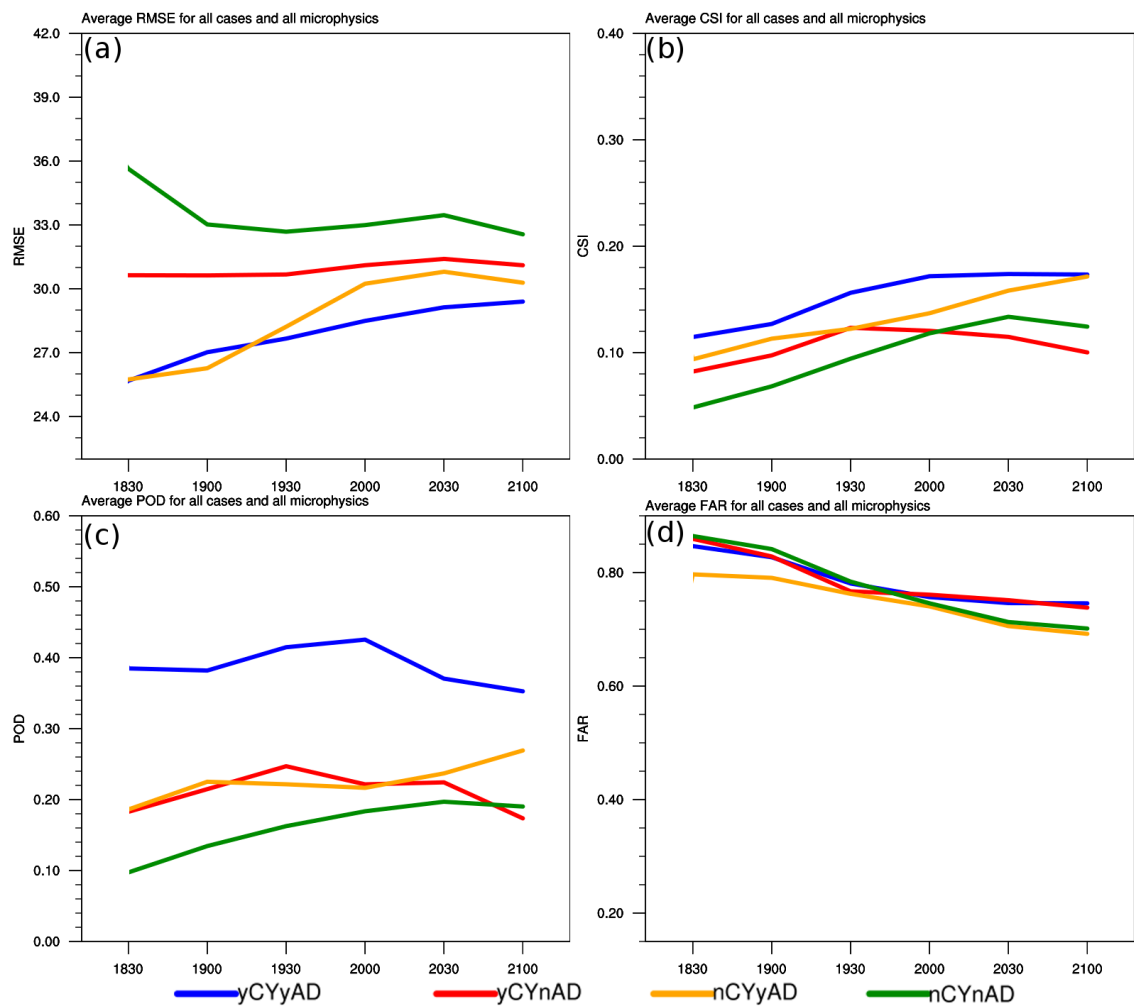 Average RMSE for all cases and all microphysics
(a)
42.0
39.0
36.0
33.0
30.0
27.0
24.0
RMSE
1830 1900 1930 2000 2030 2100
Average CSI for all cases and all microphysics
(b)
0.40
0.30
0.20
0.10
0.00
CSI
1830 1900 1930 2000 2030 2100
Average POD for all cases and all microphysics
(c)
0.60
0.50
0.40
0.30
0.20
0.10
0.00
POD
1830 1900 1930 2000 2030 2100
Average FAR for all cases and all microphysics
(d)
0.80
0.60
0.40
0.20
FAR
1830 1900 1930 2000 2030 2100
yCYyAD yCYnAD nCYyAD nCYnAD